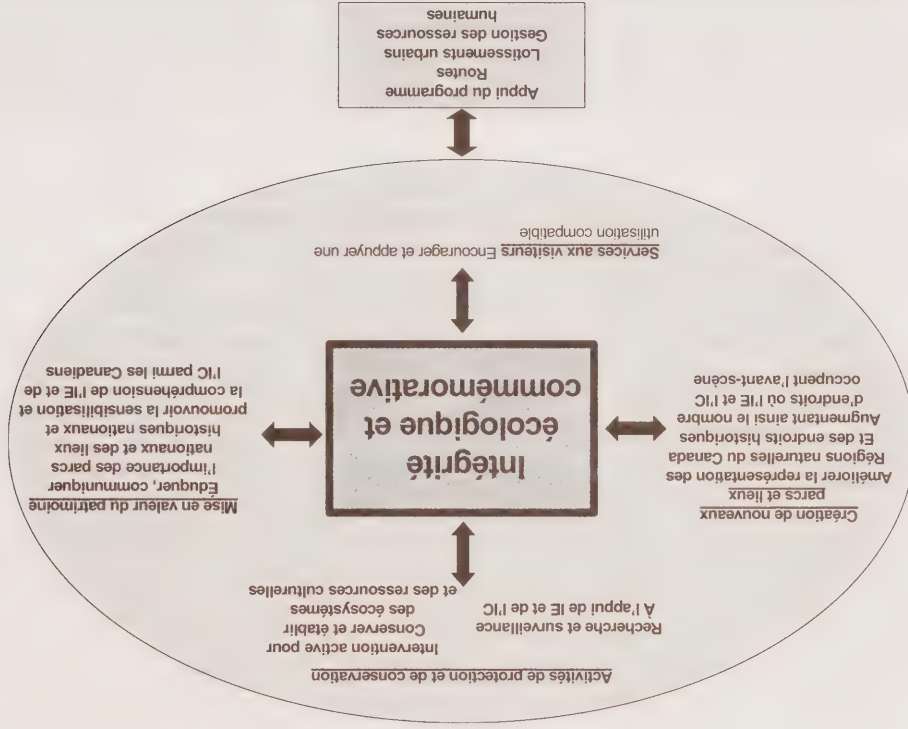 Activités de protection et de conservation
Intervention active pour
Conserver et établir
des écosystémes
et des ressources culturelles
Recherche et surveillance
À l'appui de IE et de l'IC
Mise en valeur du patrimoine
Éduquer, communiquer
l'importance des parcs
nationaux et des lieux
historiques nationaux et
promouvoir la sensibilisation et
la compréhension de l'IE et de
l'IC parmi les Canadiens
Intégrité
écologique et
commémorative
Création de nouveaux
parcs et lieux
Améliorer la représentation des
Régions naturelles du Canada
Et des endroits historiques
Augmentant ainsi le nombre
d'endroits où l'IE et l'IC
occupent l'avant-scène
Services aux visiteurs Encourager et appuyer une
utilisation compatible
Appui du programme
Routes
Lotissements urbains
Gestion des ressources
humaines